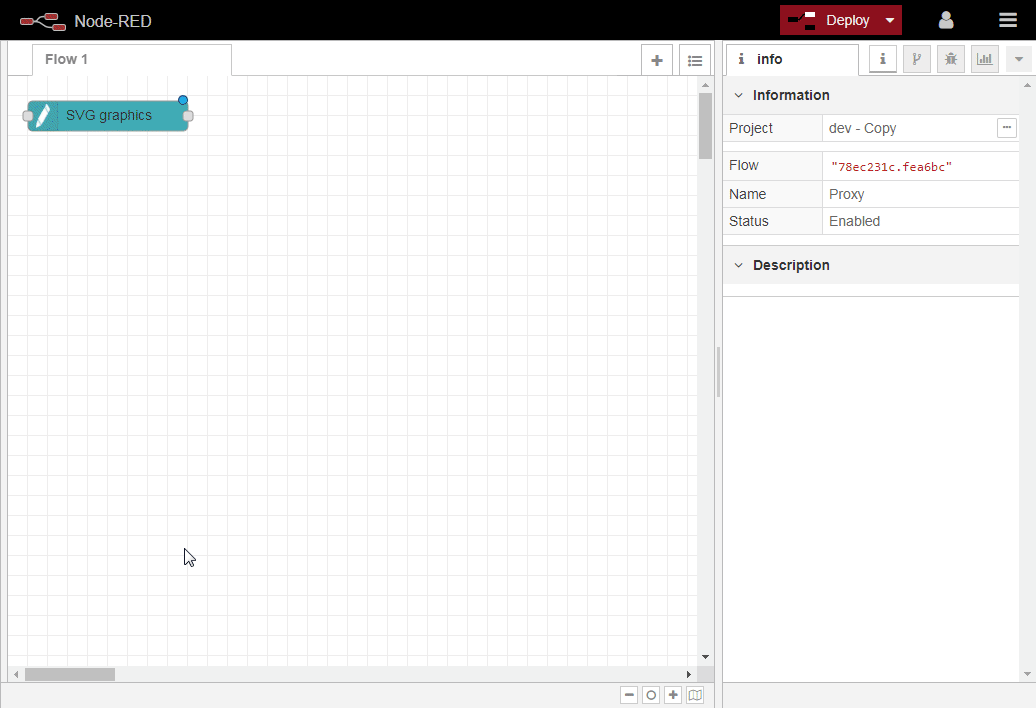 Node-RED
Deploy
Flow 1
info
SVG graphics
Information
Project dev - Copy
Flow "78ec231c.fea6bc"
Name Proxy
Status Enabled
Description